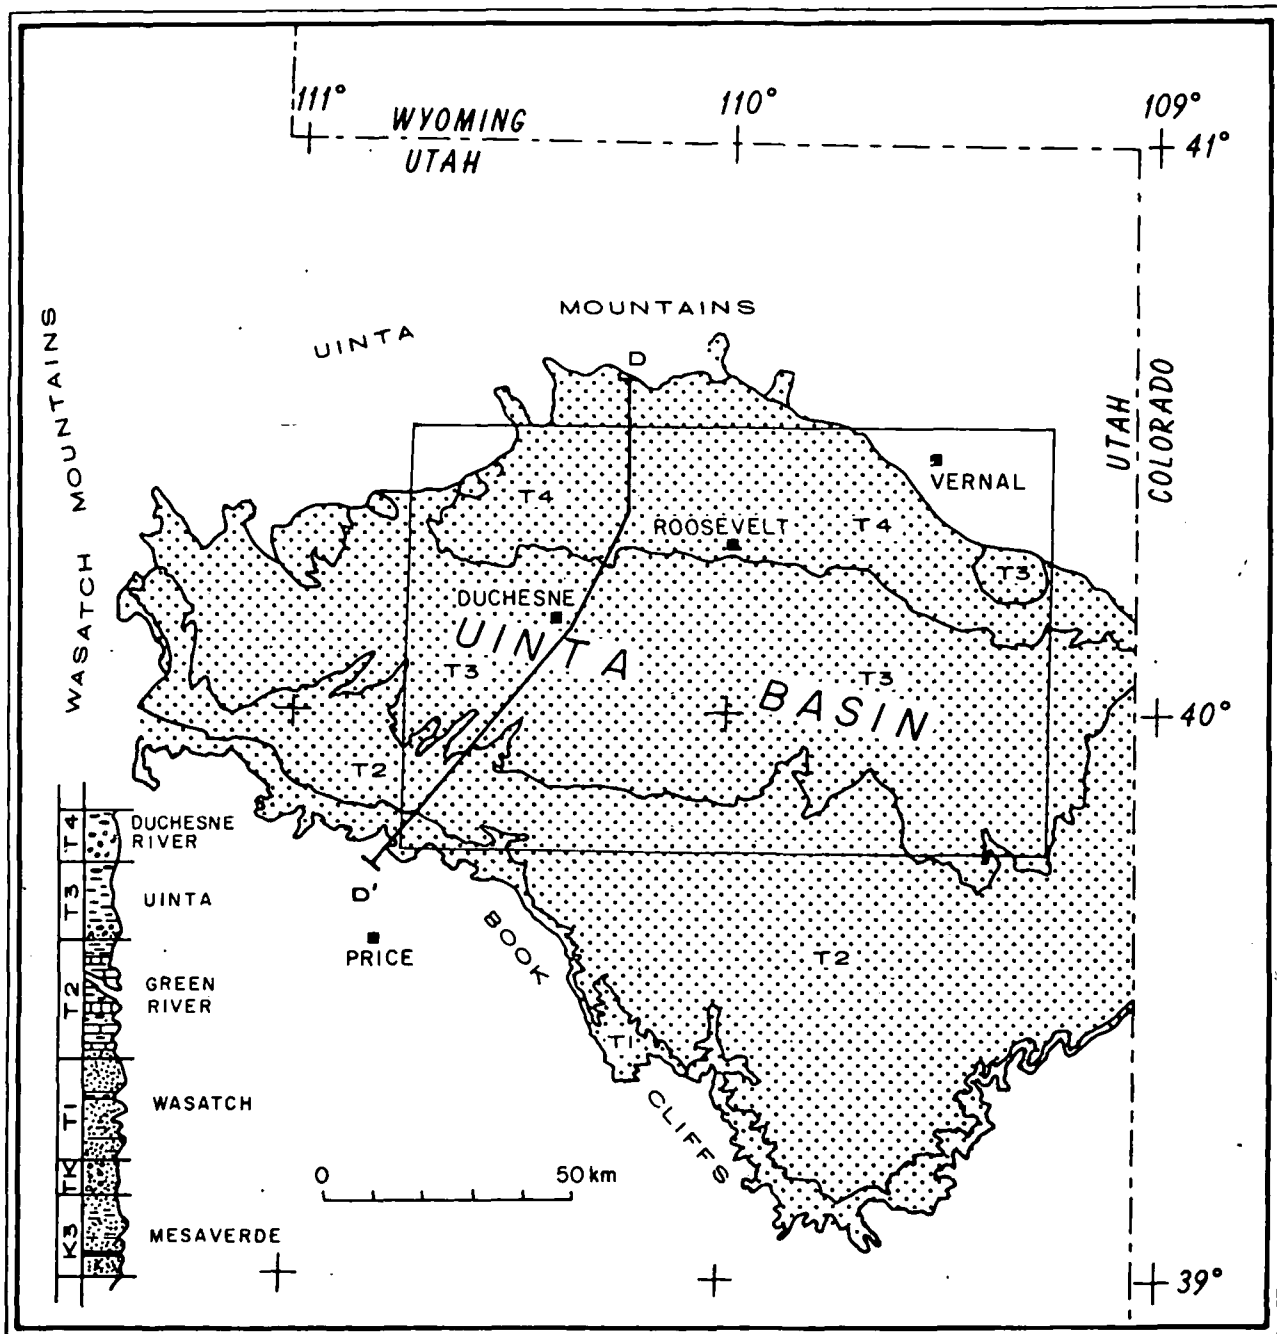 111°
110°
109°
WYOMING
UTAH
41°
UINTA
MOUNTAINS
WASATCH MOUNTAINS
D
UTAH
COLORADO
VERNAL
T4
ROOSEVELT
T4
T3
DUCHESNE
UINTA
T3
T3
BASIN
40°
T2
T4
DUCHESNE
RIVER
D'
T3
UINTA
BOOK
PRICE
T2
T2
GREEN
RIVER
T1
T1
WASATCH
CLIFFS
TK
0
50 km
K3
MESAVERDE
39°